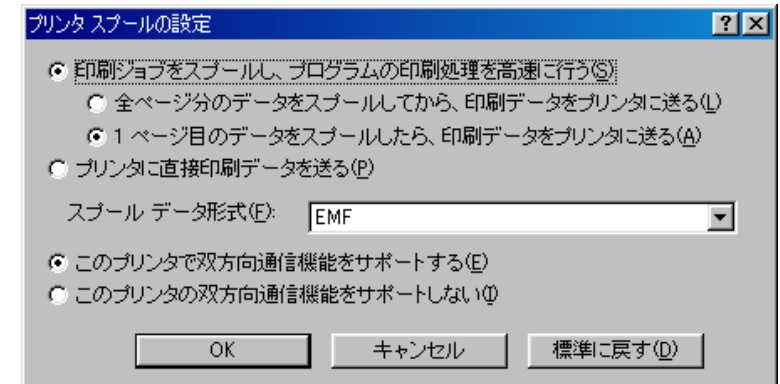 プリンタ スプールの設定
印刷ジョブをスプールし、プログラムの印刷処理を高速に行う(S)
全ページ分のデータをスプールしてから、印刷データをプリンタに送る(L)
1 ページ目のデータをスプールしたら、印刷データをプリンタに送る(A)
プリンタに直接印刷データを送る(P)
スプール データ形式(F): EMF
このプリンタで双方向通信機能をサポートする(E)
このプリンタの双方向通信機能をサポートしない(I)
OK キャンセル 標準に戻す(D)